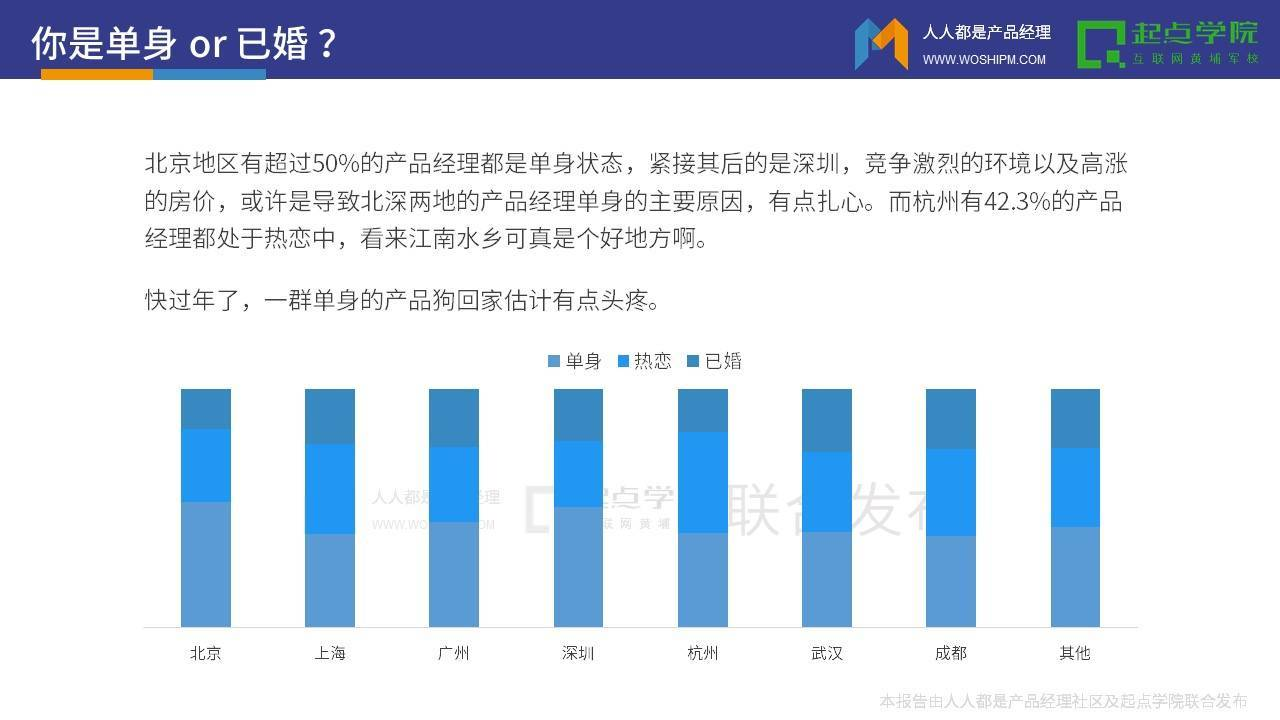 你是单身 or 已婚？
人人都是产品经理
WWW.WOSHIPM.COM
起点学院
互联网黄埔军校
北京地区有超过50%的产品经理都是单身状态，紧接其后的是深圳，竞争激烈的环境以及高涨
的房价，或许是导致北深两地的产品经理单身的主要原因，有点扎心。而杭州有42.3%的产品
经理都处于热恋中，看来江南水乡可真是个好地方啊。
快过年了，一群单身的产品狗回家估计有点头疼。
单身 热恋 已婚
北京 上海 广州 深圳 杭州 武汉 成都 其他
本报告由人人都是产品经理社区及起点学院联合发布